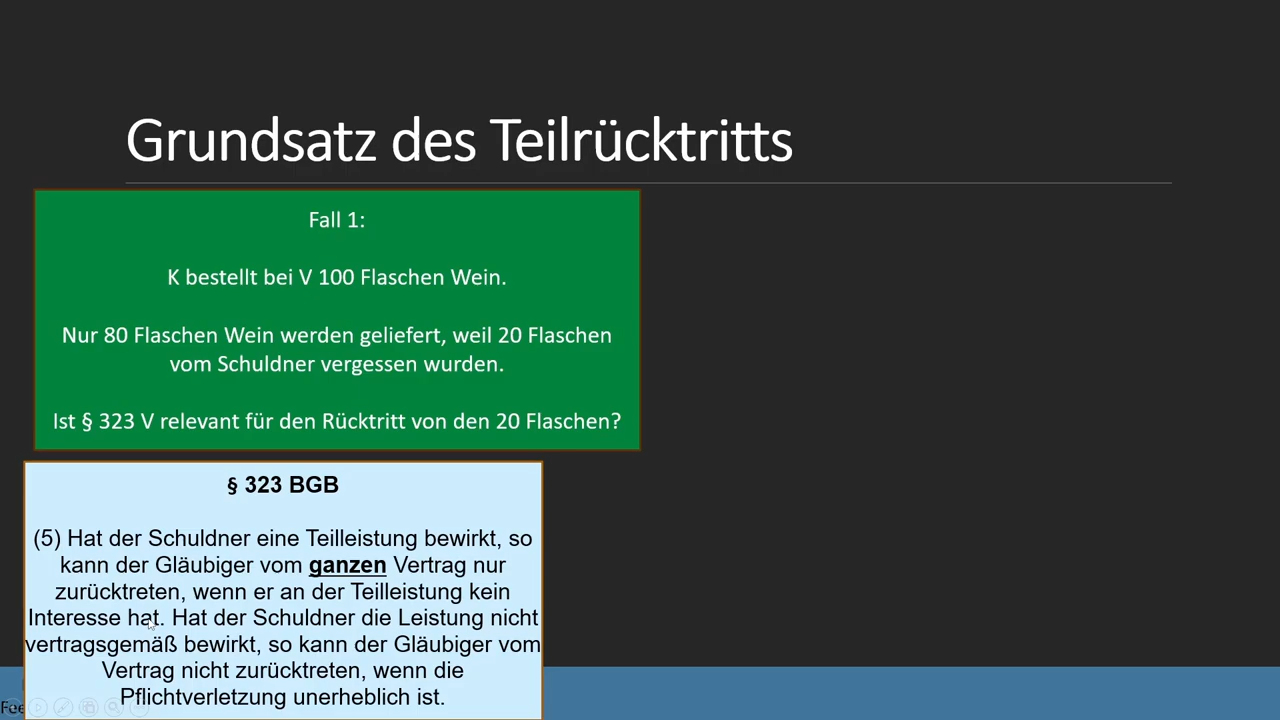 Grundsatz des Teilrücktritts
Fall 1:
K bestellt bei V 100 Flaschen Wein.
Nur 80 Flaschen Wein werden geliefert, weil 20 Flaschen
vom Schuldner vergessen wurden.
Ist § 323 V relevant für den Rücktritt von den 20 Flaschen?
§ 323 BGB
(5) Hat der Schuldner eine Teilleistung bewirkt, so
kann der Gläubiger vom ganzen Vertrag nur
zurücktreten, wenn er an der Teilleistung kein
Interesse hat. Hat der Schuldner die Leistung nicht
vertragsgemäß bewirkt, so kann der Gläubiger vom
Vertrag nicht zurücktreten, wenn die
Pflichtverletzung unerheblich ist.